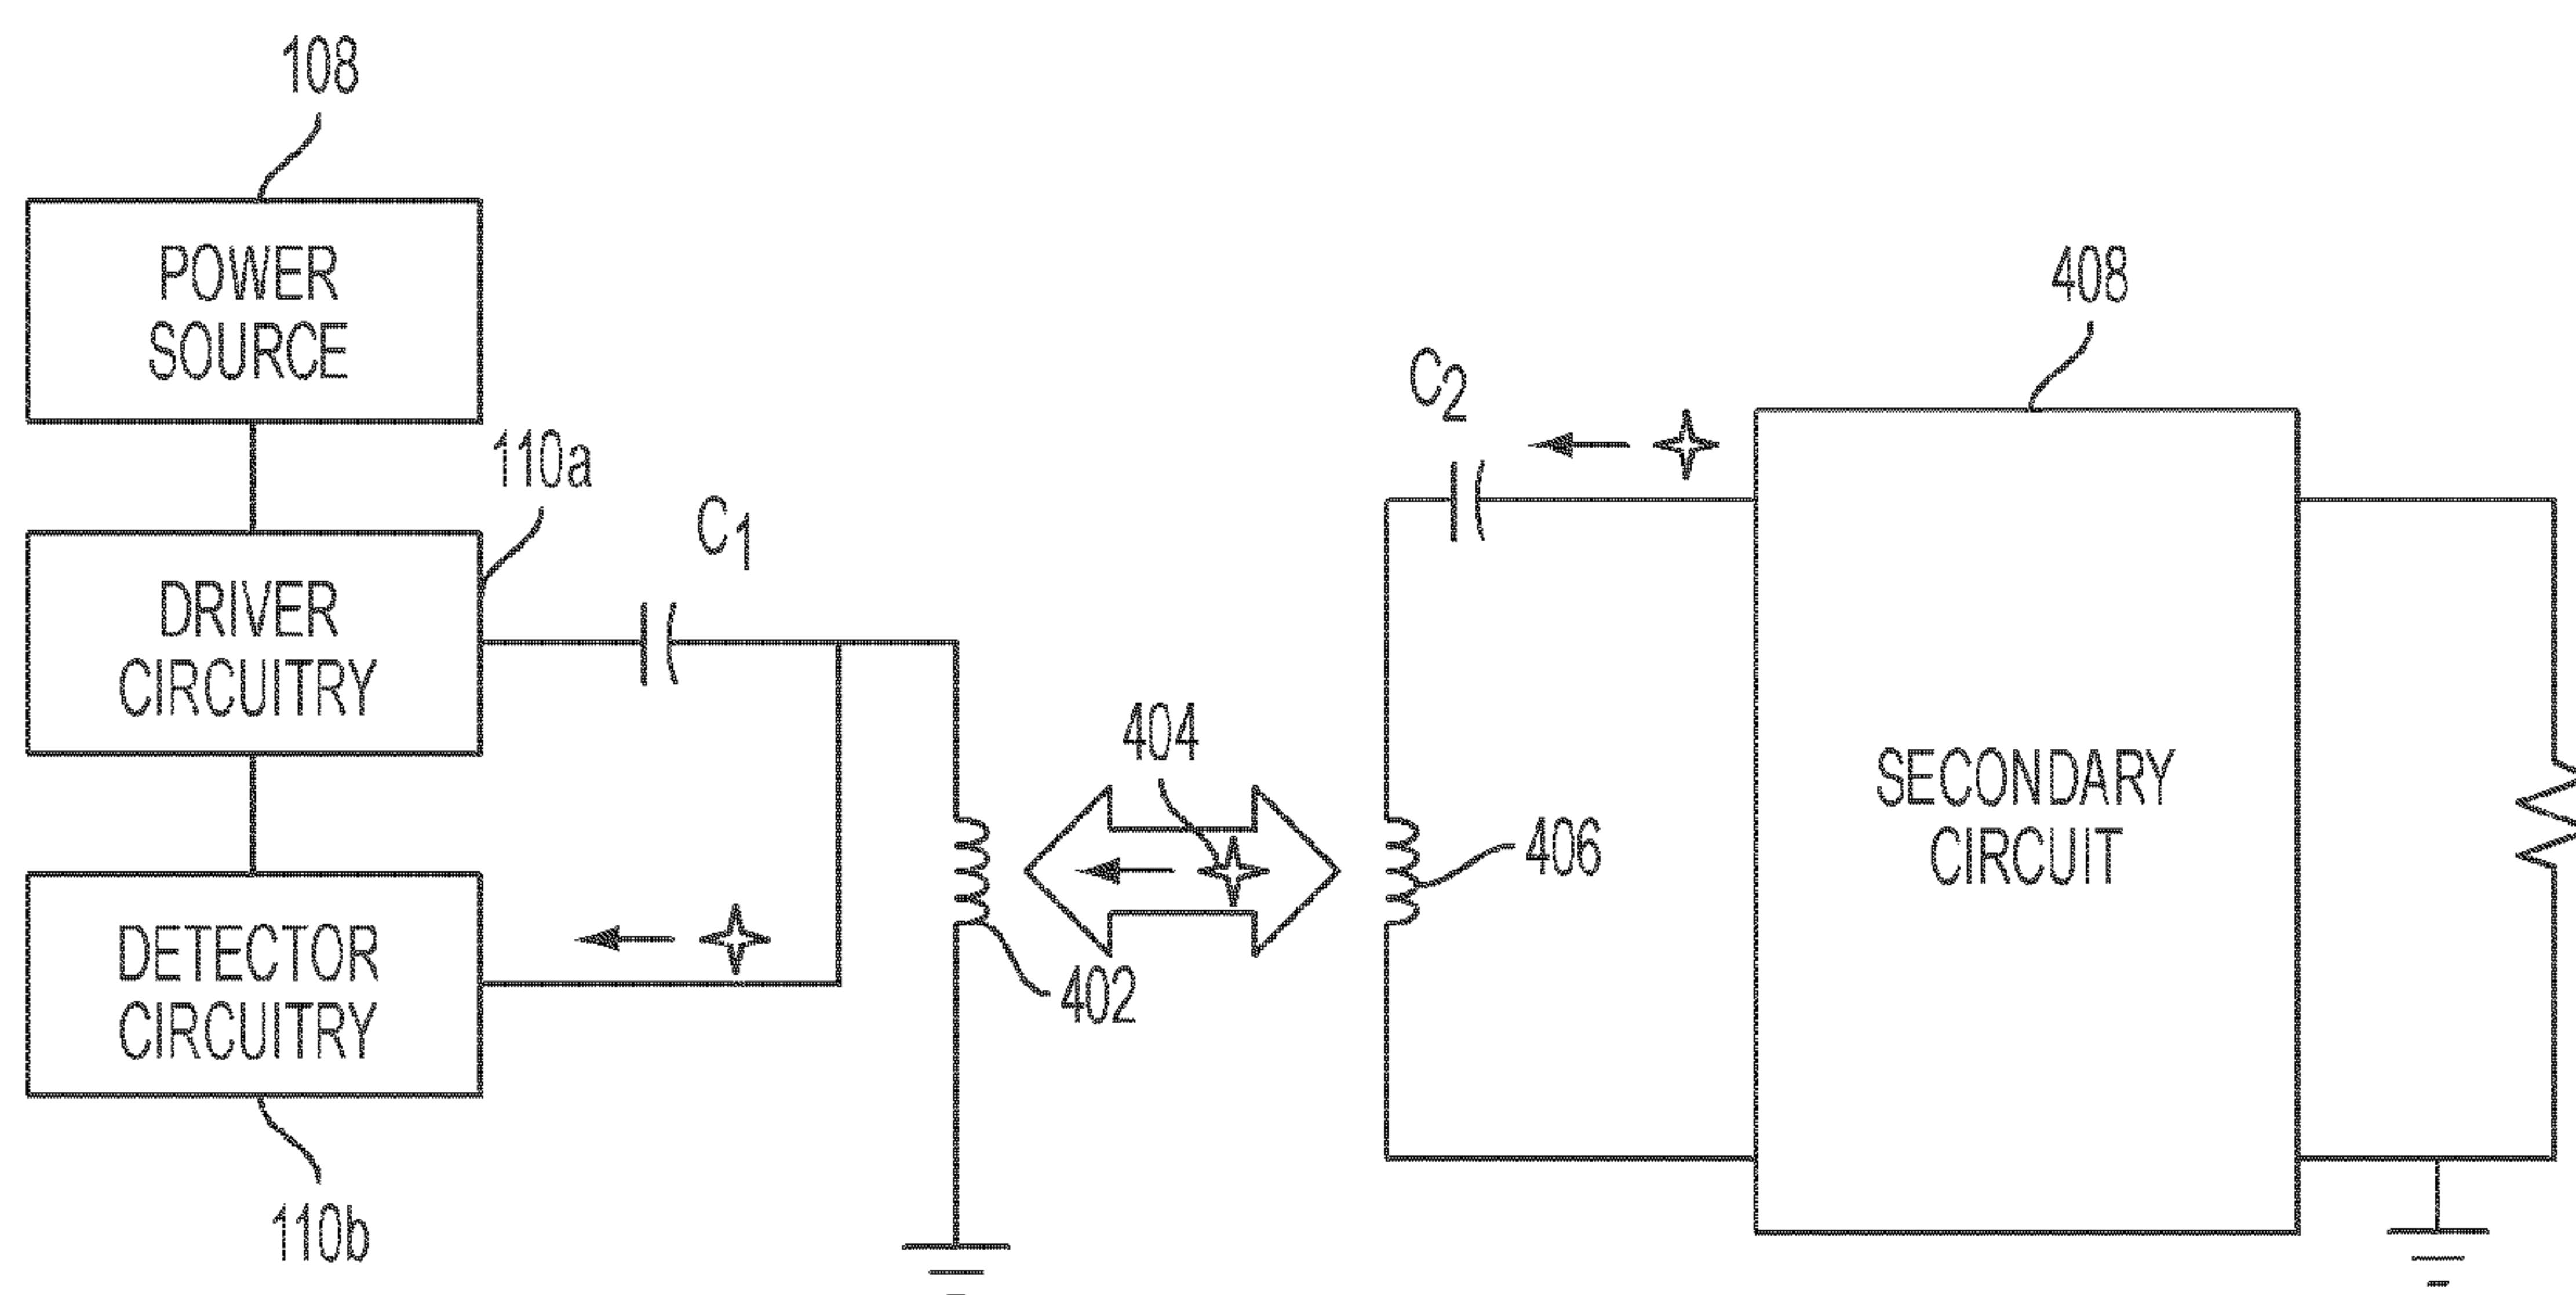 108
POWER
SOURCE
110a
DRIVER
CIRCUITRY
C1
DETECTOR
CIRCUITRY
110b
402
404
C2
406
408
SECONDARY
CIRCUIT